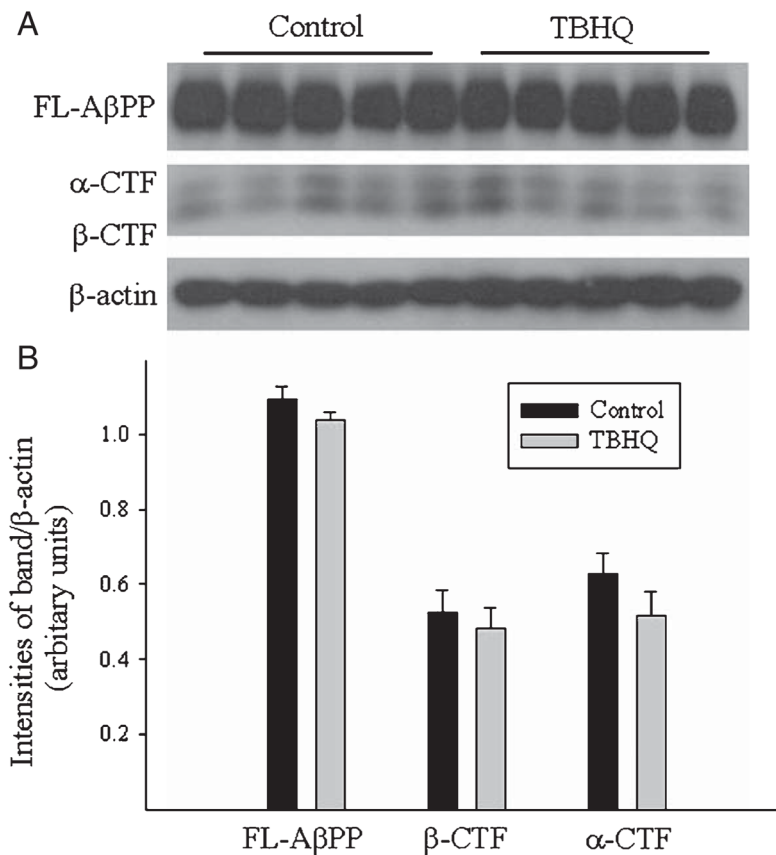 A
Control TBHQ
FL-AβPP
α-CTF
β-CTF
β-actin
B
Intensities of band/β-actin
(arbitary units)
1.0
0.8
0.6
0.4
0.2
Control
TBHQ
FL-AβPP β-CTF α-CTF